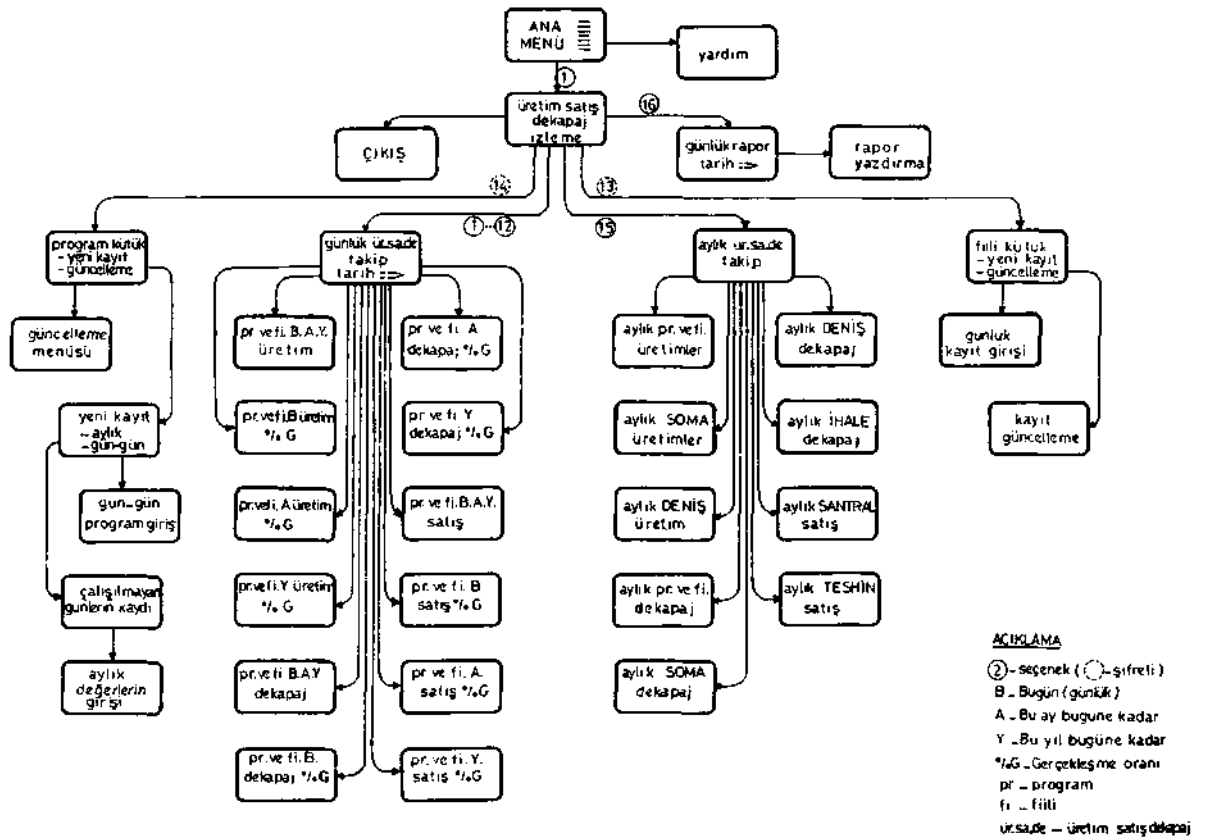 ANA
MENÜ
yardım
1
üretim satış
dekapaj
izleme
16
ÇIKIŞ
günlük rapor
tarih :=>
rapor
yazdırma
14
13
1--12
15
program kütük
- yeni kayıt
- güncelleme
günlük ür.sa.de
takip
tarih :=>
aylık ür.sa.de
takip
fiili kütük
- yeni kayıt
- güncelleme
güncelleme
menüsü
pr. ve fi. B.A.Y.
üretim
pr. ve fi. A
dekapaj %G
aylık pr. ve fi.
üretimler
aylık DENİŞ
dekapaj
günlük
kayıt girişi
yeni kayıt
- aylık
- gün-gün
pr. ve fi. B üretim
%G
pr. ve fi. Y
dekapaj %G
aylık SOMA
üretimler
aylık İHALE
dekapaj
kayıt
güncelleme
gün-gün
program giriş
pr. ve fi. A üretim
%G
pr. ve fi. B.A.Y.
satış
aylık DENİŞ
üretim
aylık SANTRAL
satış
çalışılmayan
günlerin kaydı
pr. ve fi. Y üretim
%G
pr. ve fi. B
satış %G
aylık pr. ve fi.
dekapaj
aylık TESHİN
satış
aylık
değerlerin
girişi
pr. ve fi B.A.Y
dekapaj
pr. ve fi. A.
satış %G
aylık SOMA
dekapaj
pr. ve fi. B.
dekapaj %G
pr. ve fi. Y.
satış %G
AÇIKLAMA
2 - seçenek ( - şifreli )
B - Bugün (günlük)
A - Bu ay bugüne kadar
Y - Bu yıl bugüne kadar
%G - Gerçekleşme oranı
pr - program
fi - fiili
ür.sa.de - üretim satış dekapaj